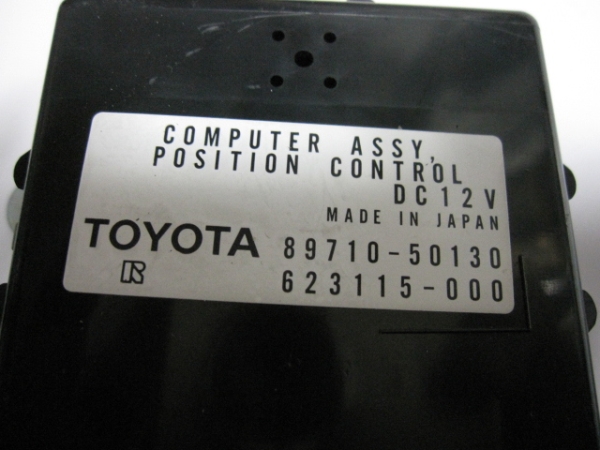 COMPUTER ASSY,
POSITION CONTROL
DC12V
MADE IN JAPAN
TOYOTA 89710-50130
R 623115-000